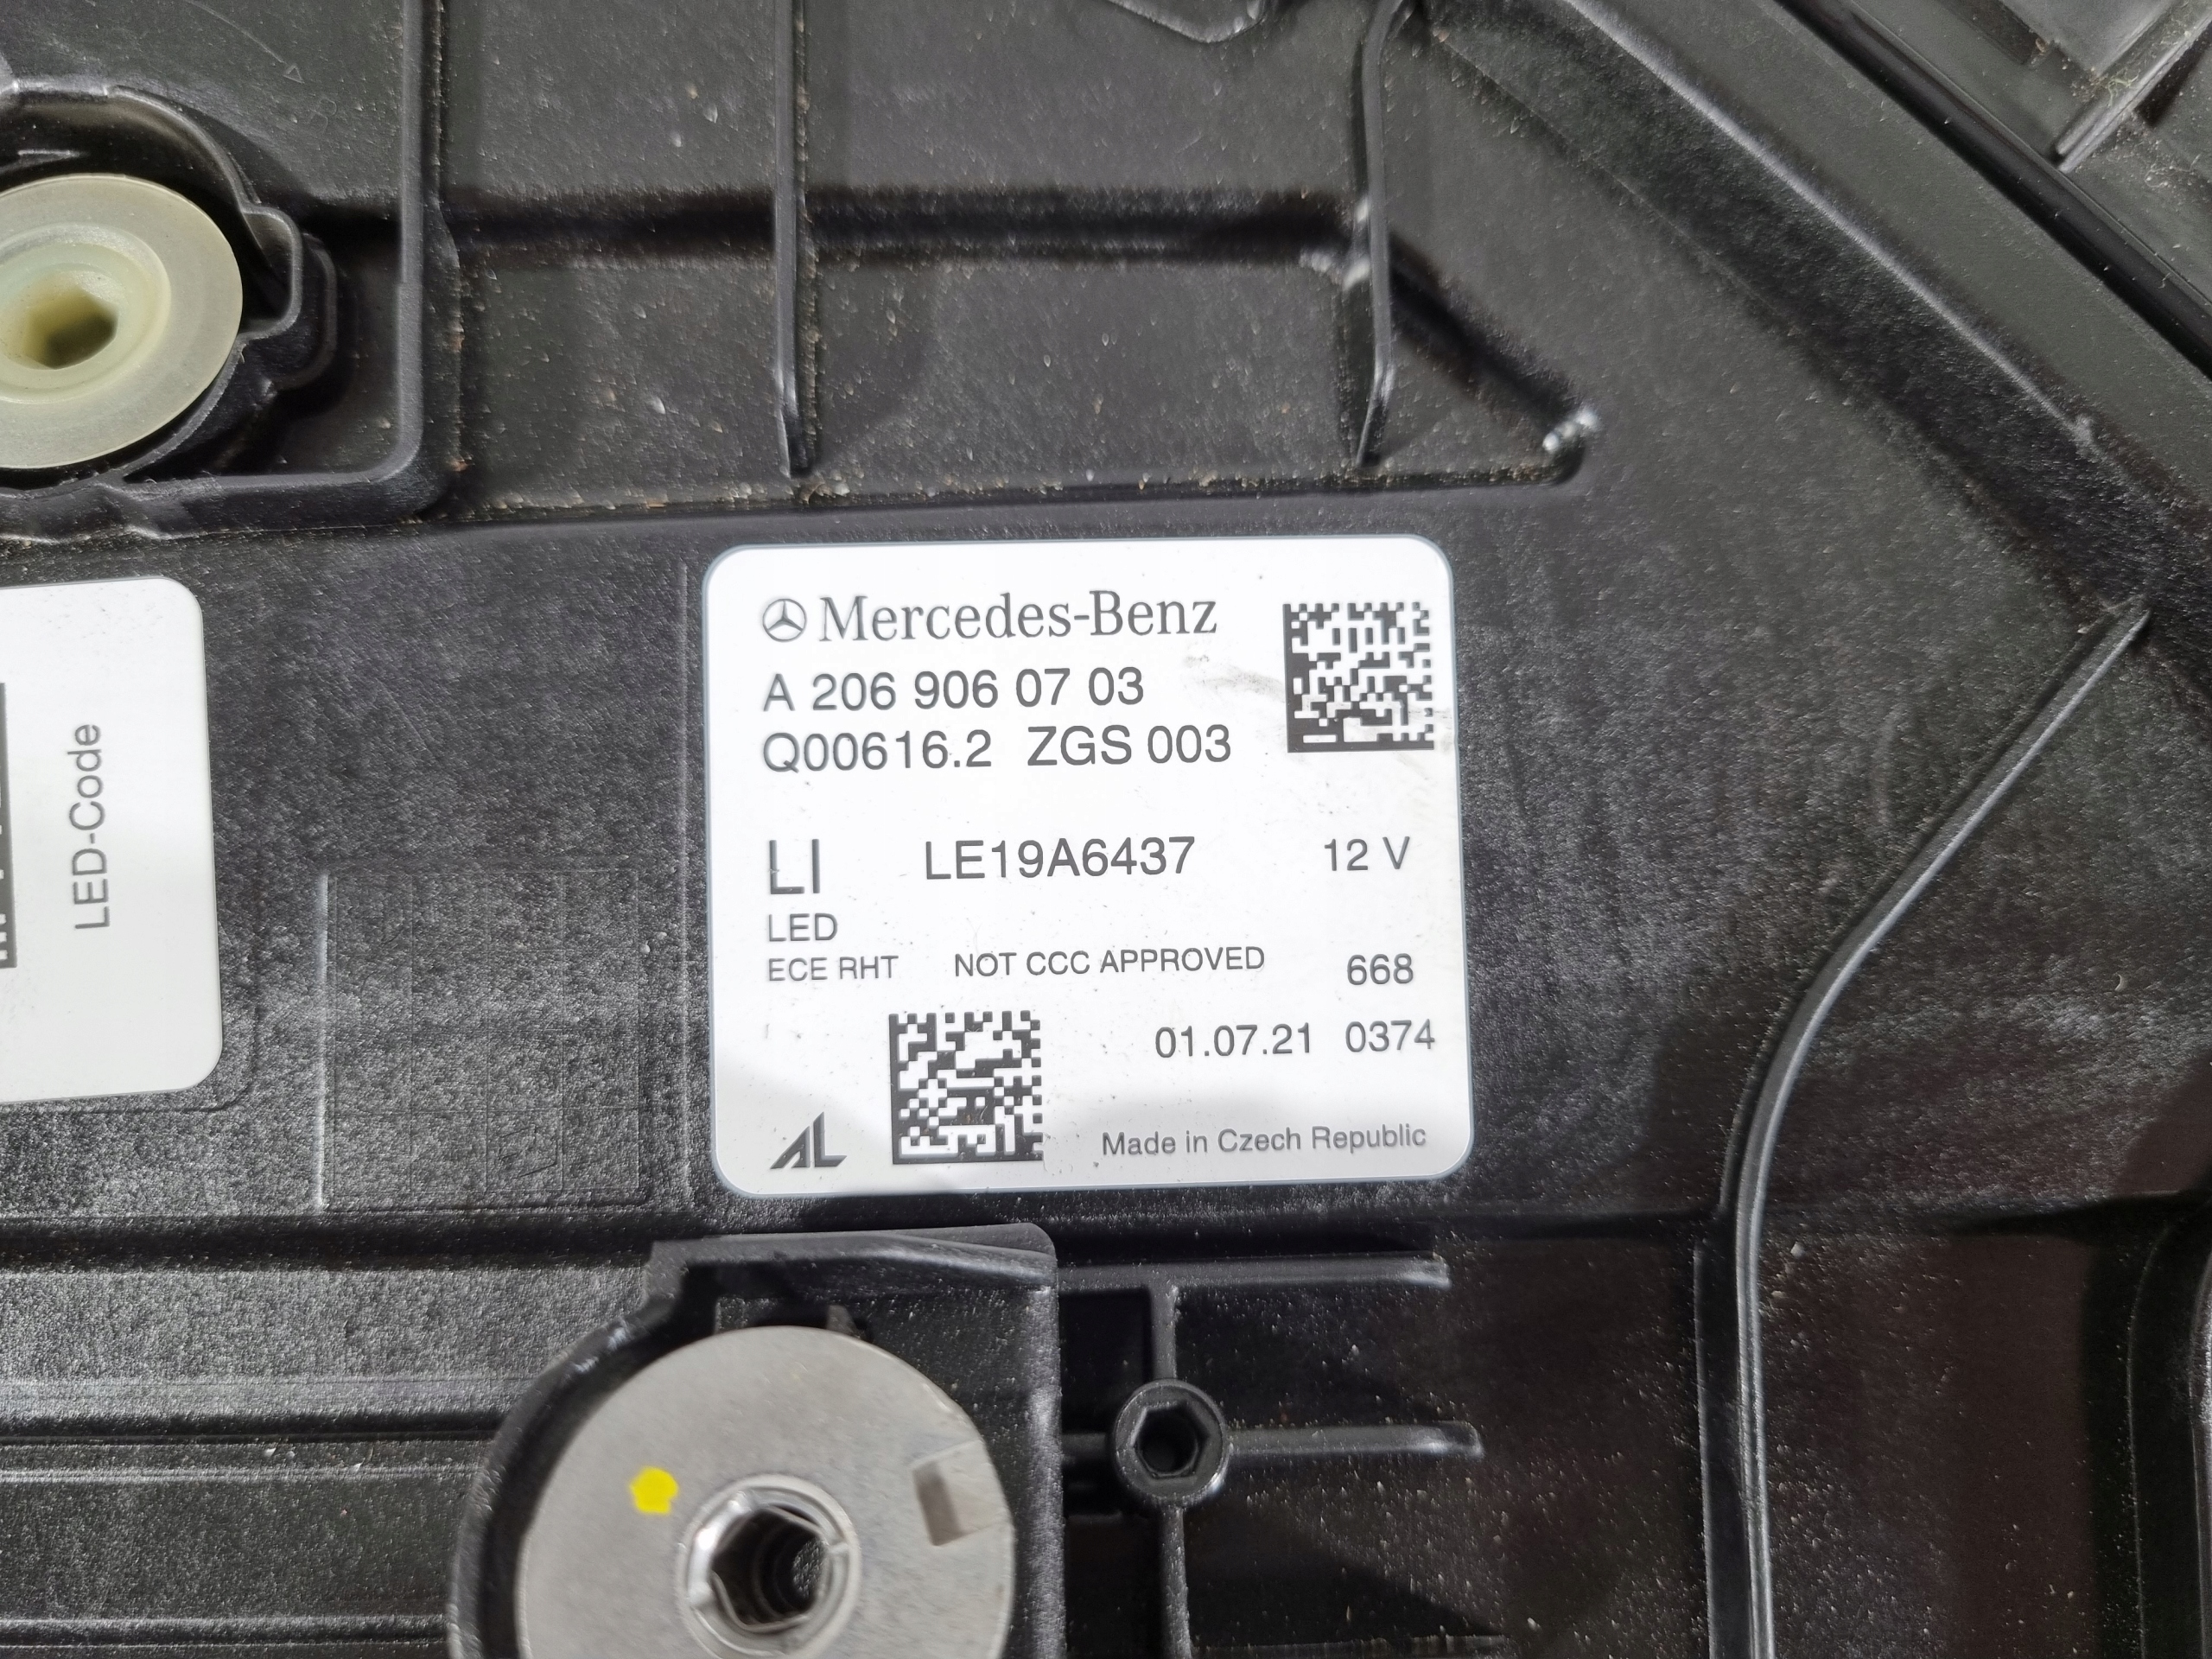 LED-Code
Mercedes-Benz
A 206 906 07 03
Q00616.2 ZGS 003
LI LE19A6437 12 V
LED
ECE RHT NOT CCC APPROVED 668
01.07.21 0374
AL
Made in Czech Republic